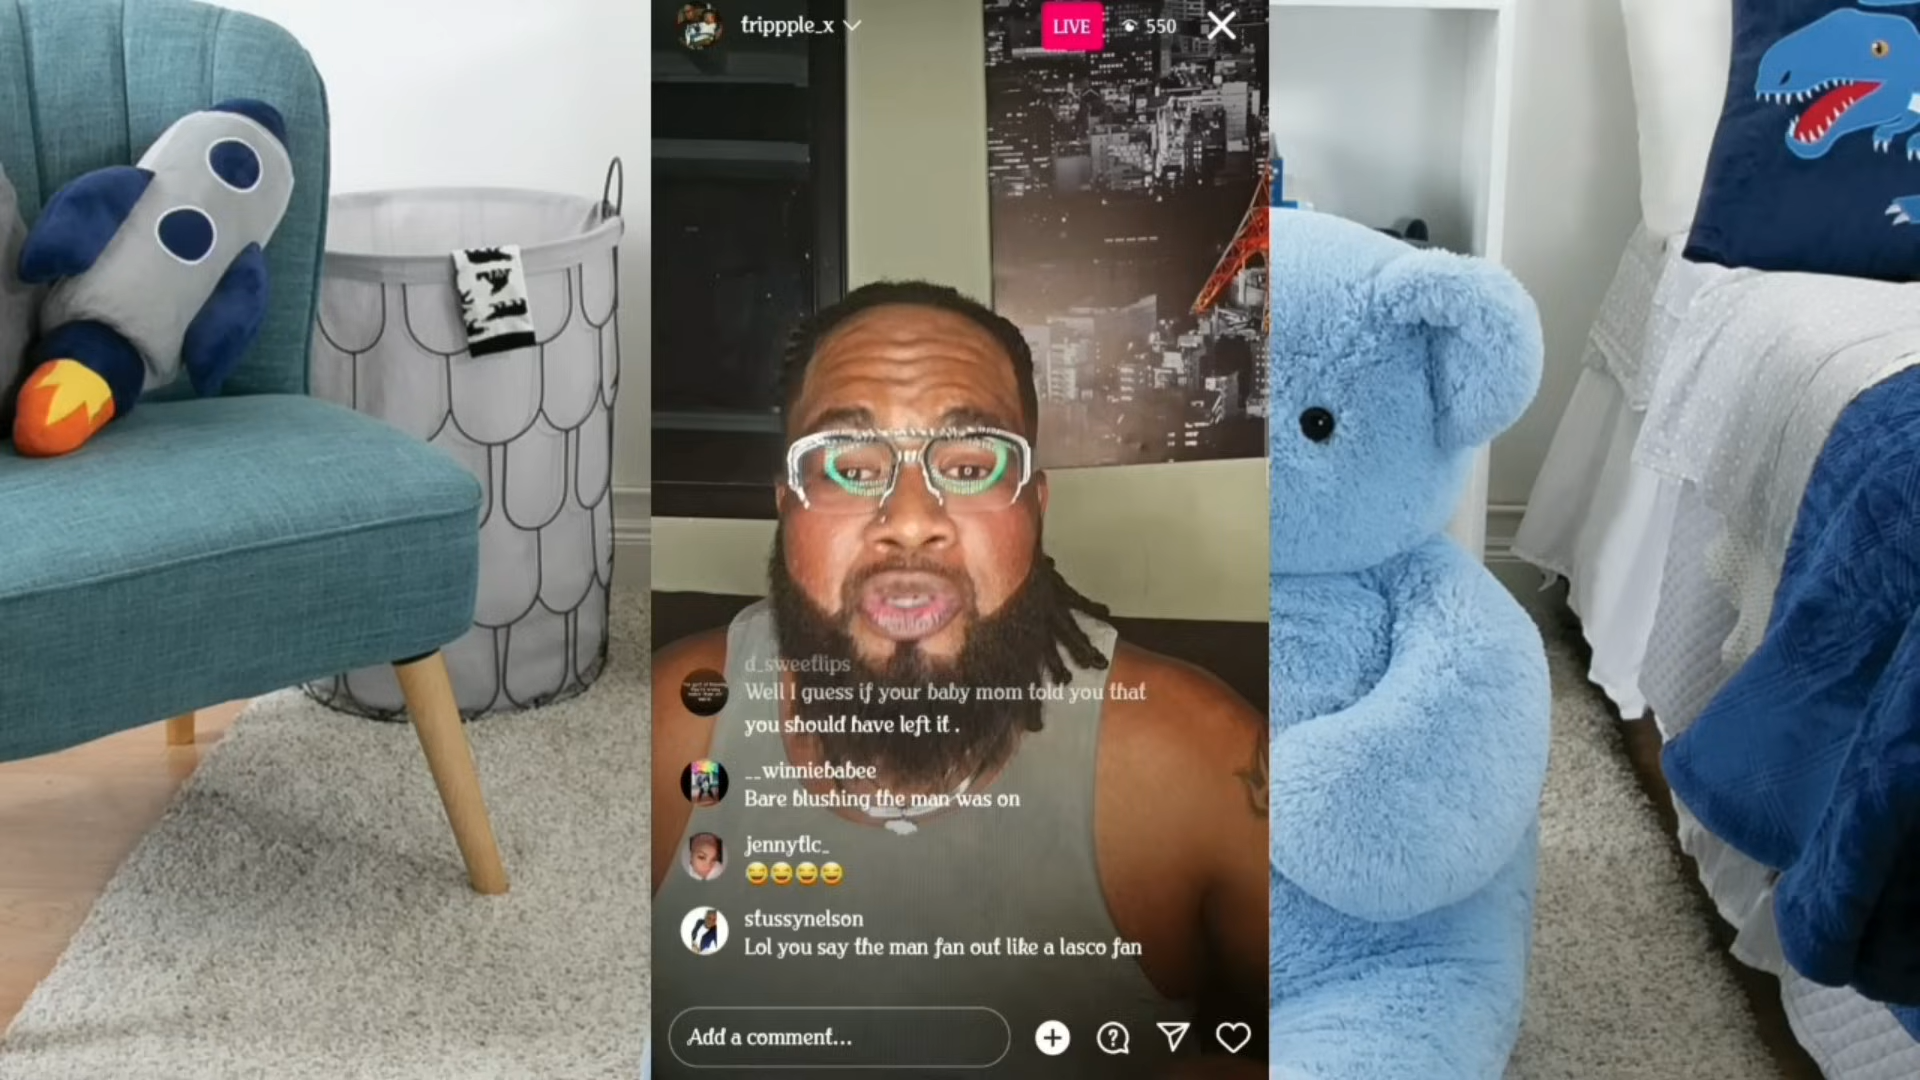 trippple_x
LIVE
550
d_sweetlips
Well I guess if your baby mom told you that
you should have left it .
__winniebabee
Bare blushing the man was on
jennytlc_
😂😂😂😂
stussynelson
Lol you say the man fan out like a lasco fan
Add a comment...